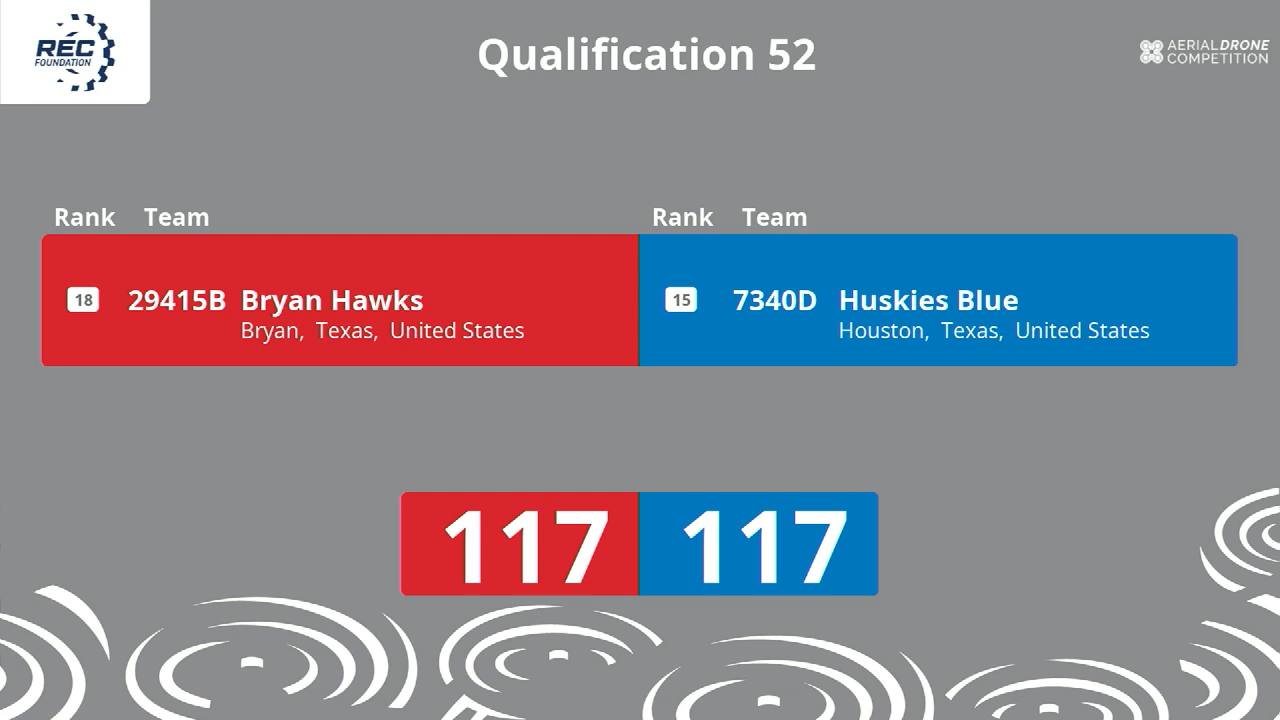 REC
FOUNDATION
Qualification 52
AERIALDRONE
COMPETITION
Rank Team
Rank Team
18 29415B Bryan Hawks
Bryan, Texas, United States
15 7340D Huskies Blue
Houston, Texas, United States
117 117